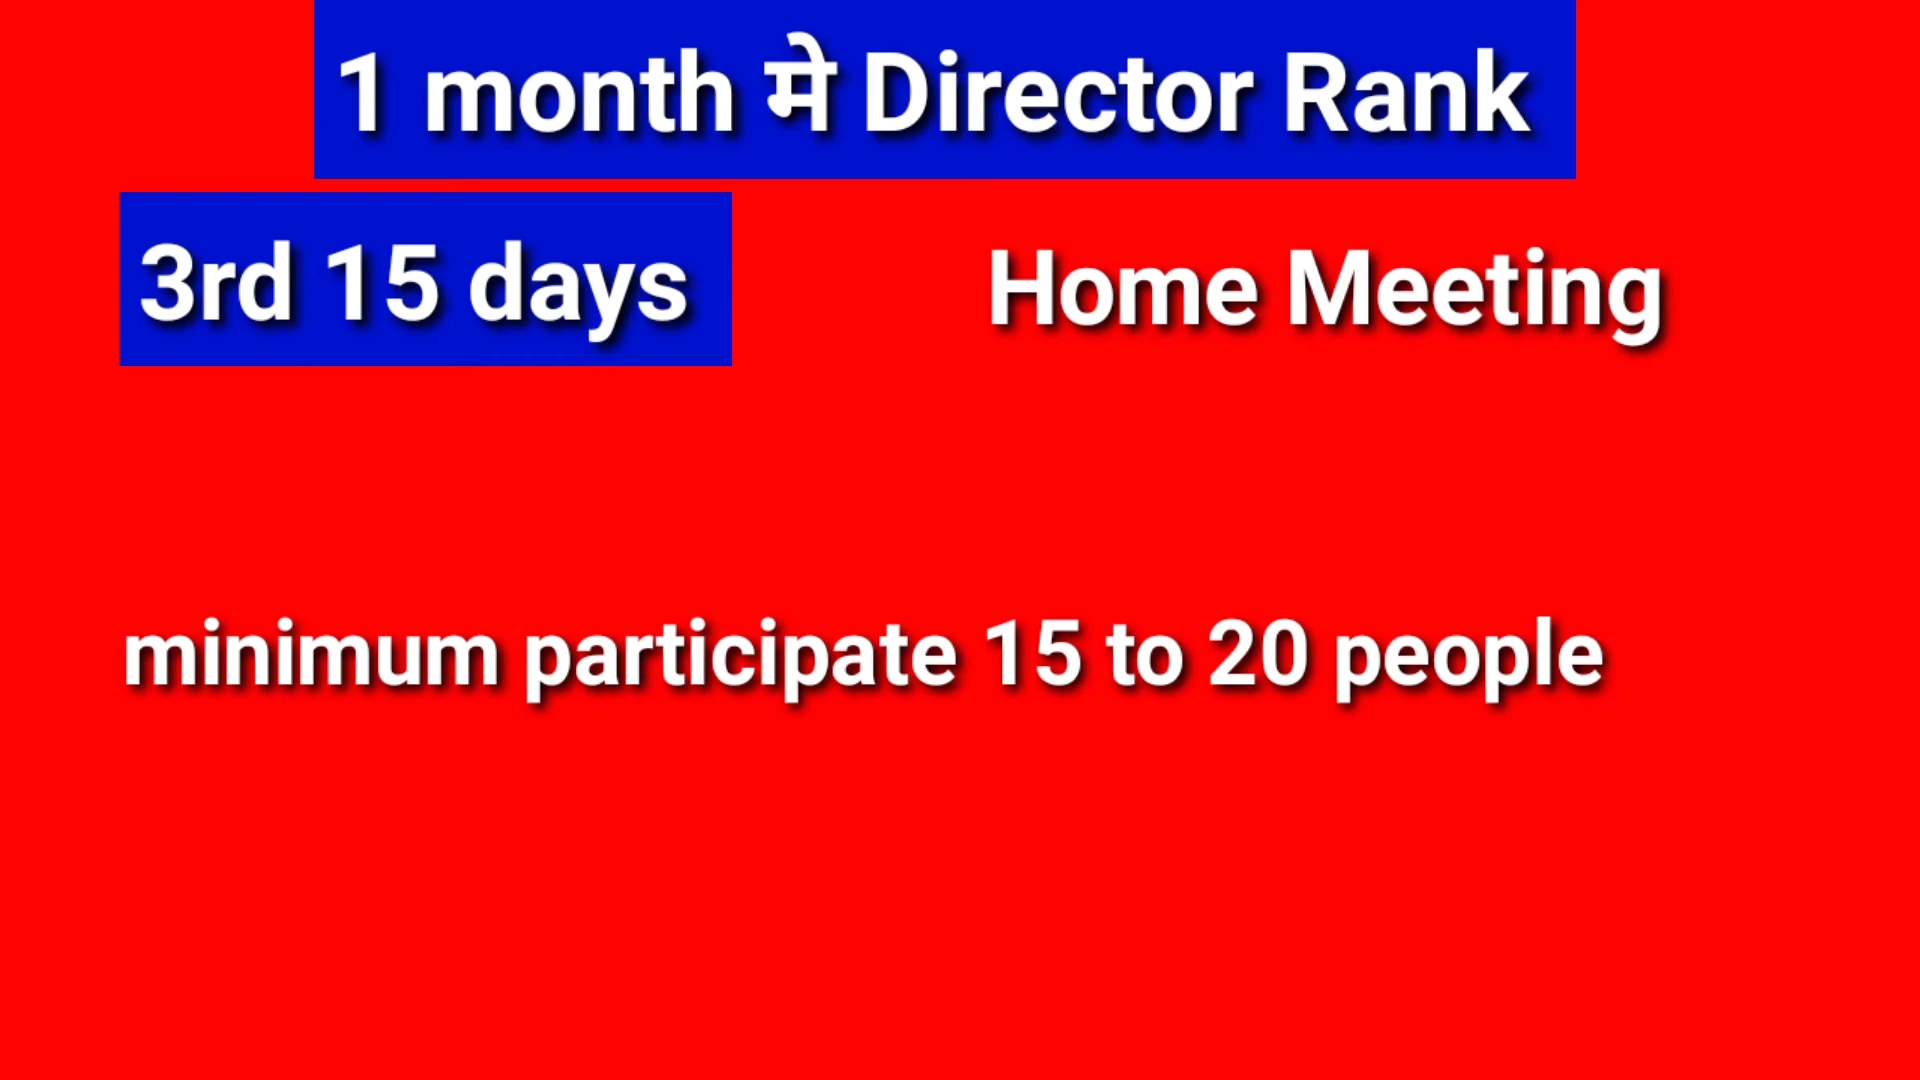 1 month मे Director Rank
3rd 15 days
Home Meeting
minimum participate 15 to 20 people